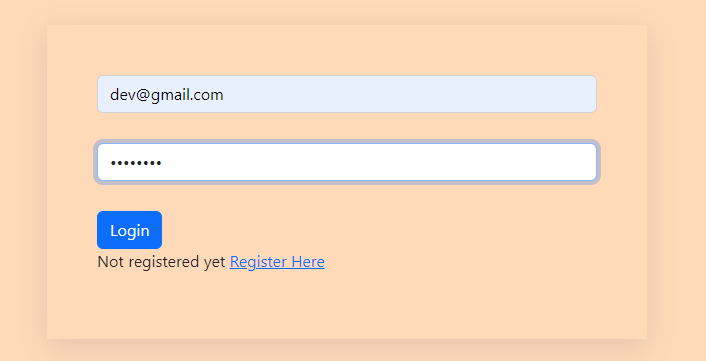 dev@gmail.com
••••••••
Login
Not registered yet Register Here